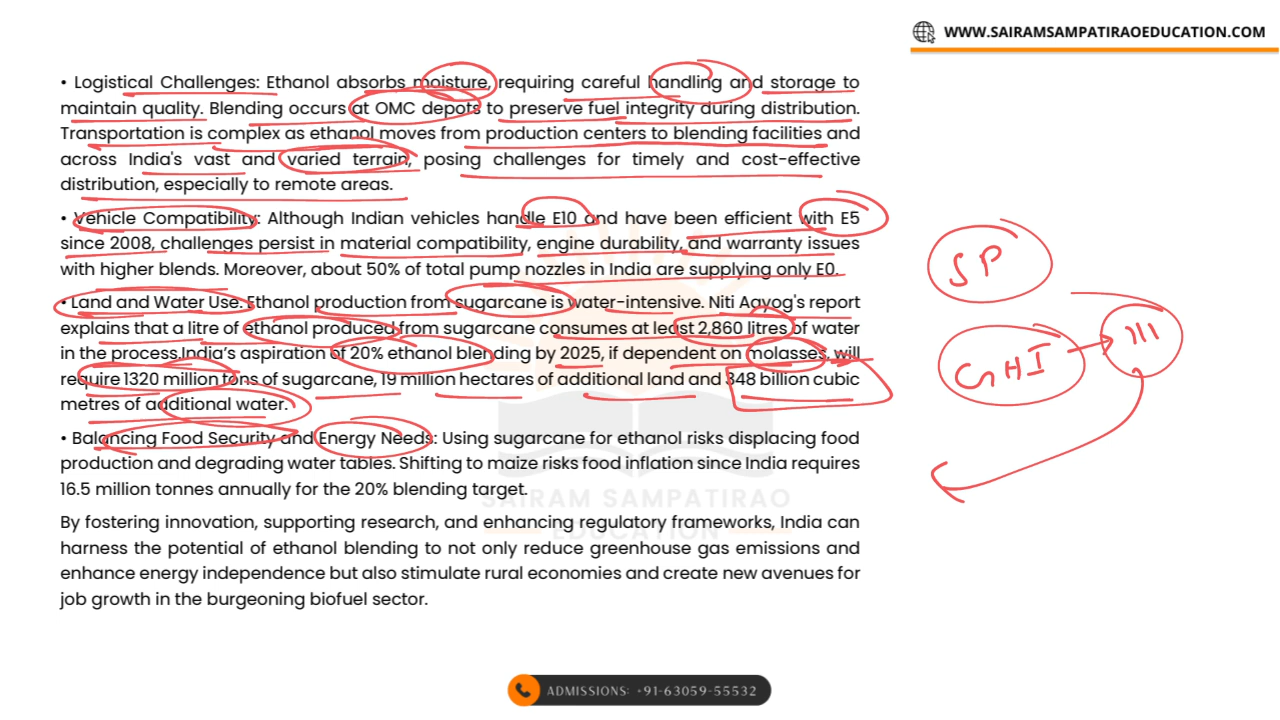 WWW.SAIRAMSAMPATIRAOEDUCATION.COM
• Logistical Challenges: Ethanol absorbs moisture, requiring careful handling and storage to
maintain quality. Blending occurs at OMC depots to preserve fuel integrity during distribution.
Transportation is complex as ethanol moves from production centers to blending facilities and
across India's vast and varied terrain, posing challenges for timely and cost-effective
distribution, especially to remote areas.
• Vehicle Compatibility: Although Indian vehicles handle E10 and have been efficient with E5
since 2008, challenges persist in material compatibility, engine durability, and warranty issues
with higher blends. Moreover, about 50% of total pump nozzles in India are supplying only E0.
• Land and Water Use: Ethanol production from sugarcane is water-intensive. Niti Aayog's report
explains that a litre of ethanol produced from sugarcane consumes at least 2,860 litres of water
in the process.India's aspiration of 20% ethanol blending by 2025, if dependent on molasses, will
require 1320 million tons of sugarcane, 19 million hectares of additional land and 348 billion cubic
metres of additional water.
• Balancing Food Security and Energy Needs: Using sugarcane for ethanol risks displacing food
production and degrading water tables. Shifting to maize risks food inflation since India requires
16.5 million tonnes annually for the 20% blending target.
By fostering innovation, supporting research, and enhancing regulatory frameworks, India can
harness the potential of ethanol blending to not only reduce greenhouse gas emissions and
enhance energy independence but also stimulate rural economies and create new avenues for
job growth in the burgeoning biofuel sector.
SP
GHI
111
SAIRAM SAMPATIRAO
EDUCATION
ADMISSIONS: +91-63059-55532